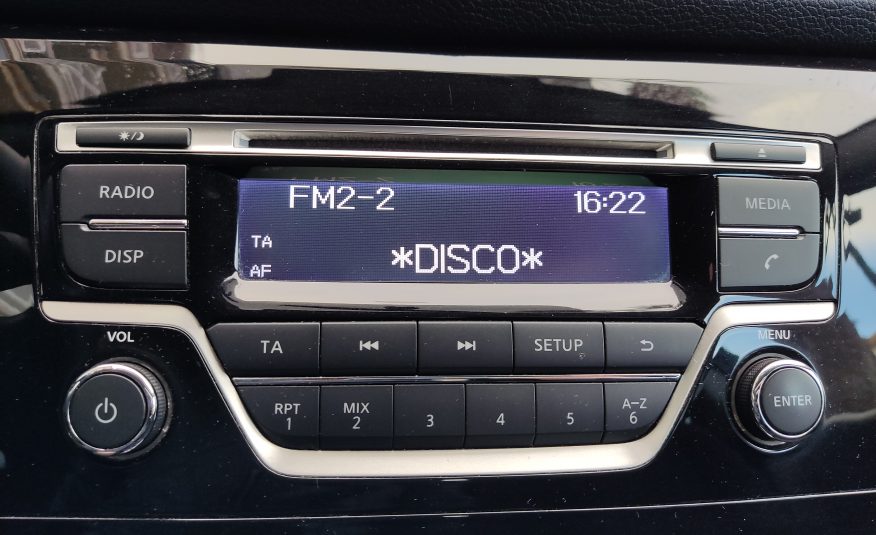 RADIO
DISP
FM2-2 16:22
TA
AF
*DISCO*
MEDIA
VOL
MENU
TA SETUP
RPT MIX A-Z
1 2 3 4 5 6
ENTER